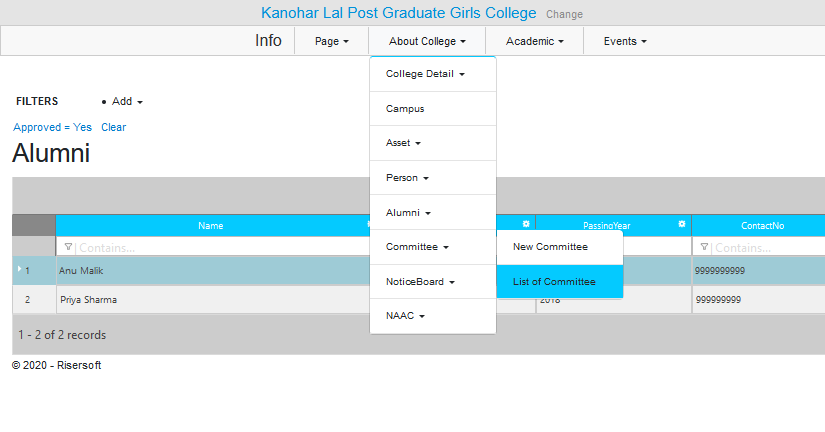 Kanohar Lal Post Graduate Girls College Change
Info Page About College Academic Events
College Detail
Campus
Asset
Person
Alumni
Committee
NoticeBoard
NAAC
New Committee
List of Committee
FILTERS • Add
Approved = Yes Clear
Alumni
Name PassingYear ContactNo
Contains... Contains...
1 Anu Malik 9999999999
2 Priya Sharma 2018 999999999
1 - 2 of 2 records
© 2020 - Risersoft